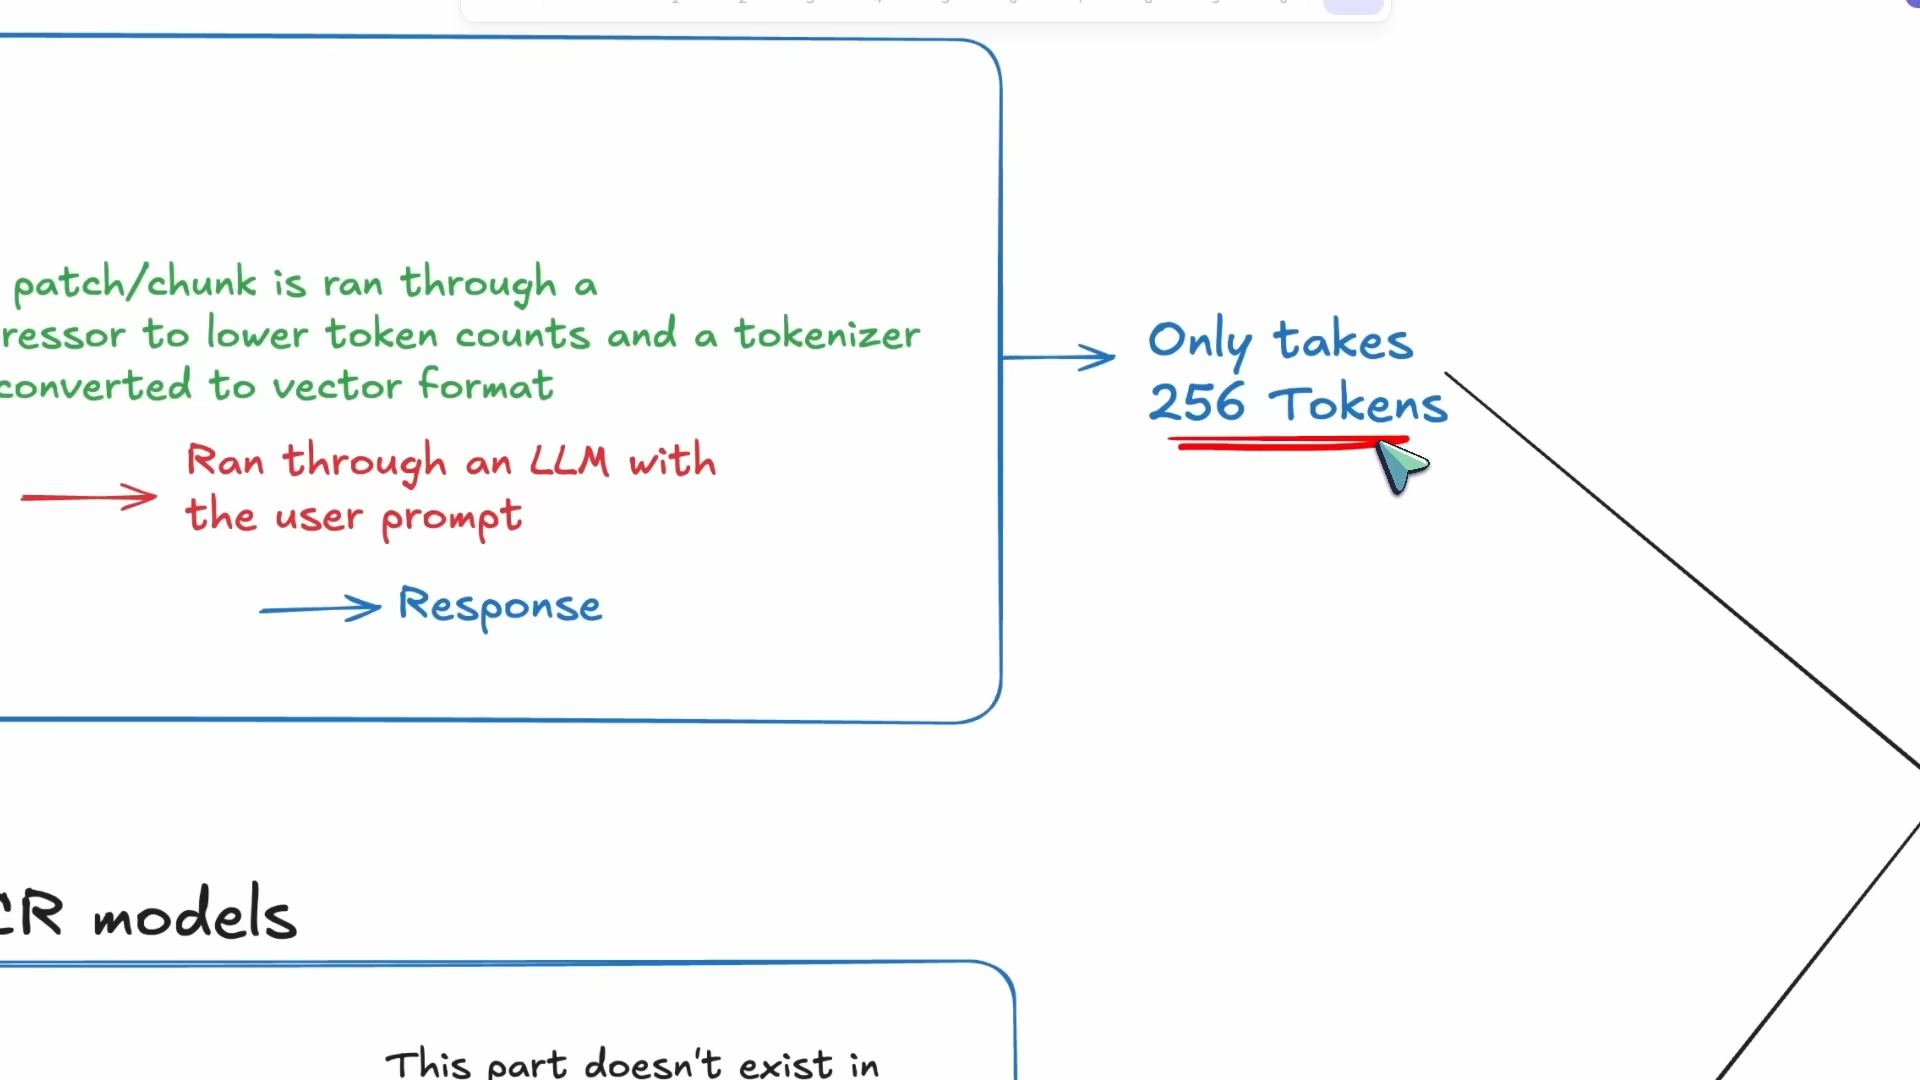 patch/chunk is ran through a
ressor to lower token counts and a tokenizer
converted to vector format
Only takes
256 Tokens
Ran through an LLM with
the user prompt
Response
CR models
This part doesn't exist in